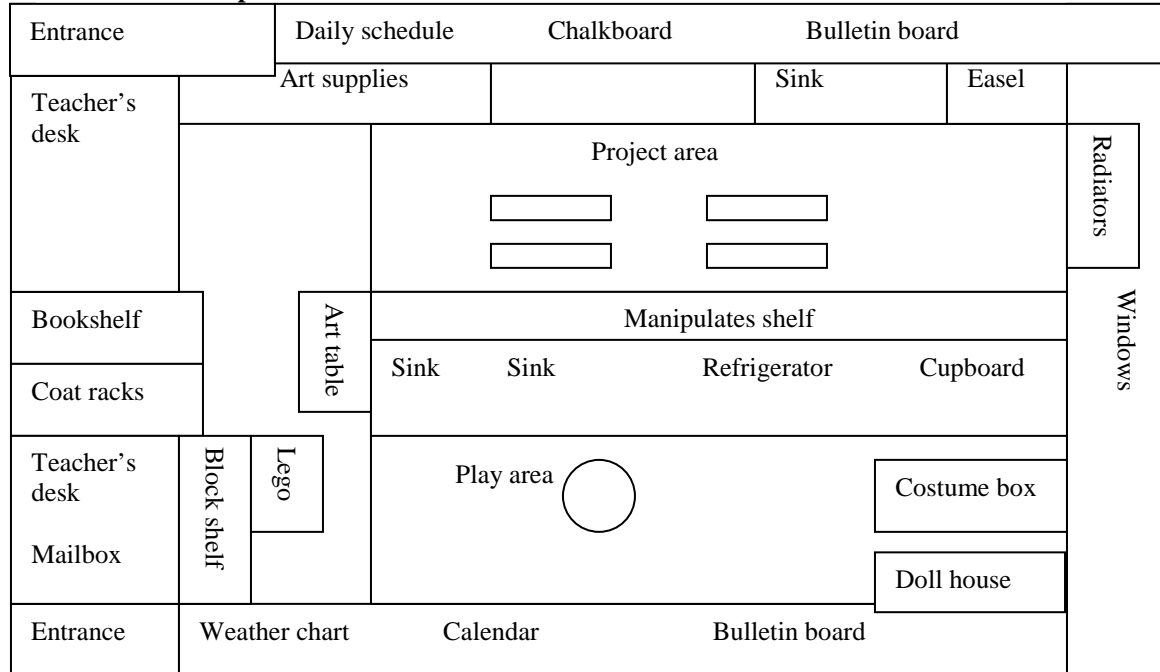 Entrance
Daily schedule Chalkboard Bulletin board
Art supplies Sink Easel
Teacher's
desk
Project area
Radiators
Bookshelf
Art table
Manipulates shelf
Windows
Sink Sink Refrigerator Cupboard
Coat racks
Teacher's
desk
Block shelf
Lego
Play area
Costume box
Mailbox
Doll house
Entrance
Weather chart Calendar Bulletin board